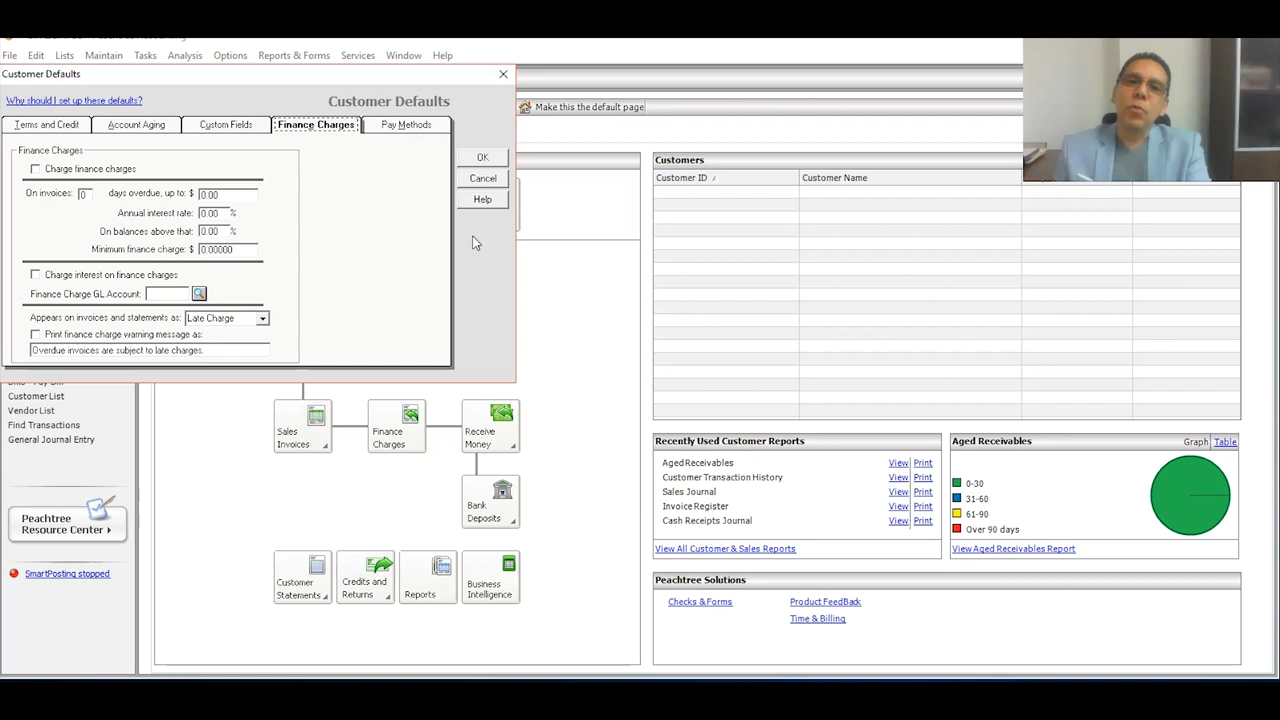 File Edit Lists Maintain Tasks Analysis Options Reports & Forms Services Window Help
Customer Defaults
Why should I set up these defaults?
Customer Defaults
Terms and Credit Account Aging Custom Fields Finance Charges Pay Methods
Finance Charges
Charge finance charges
On invoices: 0 days overdue, up to: $ 0.00
Annual interest rate: 0.00 %
On balances above that: 0.00 %
Minimum finance charge: $ 0.00000
Charge interest on finance charges
Finance Charge GL Account:
Appears on invoices and statements as: Late Charge
Print finance charge warning message as:
Overdue invoices are subject to late charges.
OK
Cancel
Help
Make this the default page
Customers
Customer ID / Customer Name
Customer List
Vendor List
Find Transactions
General Journal Entry
Peachtree
Resource Center
SmartPosting stopped
Sales
Invoices
Finance
Charges
Receive
Money
Bank
Deposits
Customer
Statements
Credits and
Returns
Reports
Business
Intelligence
Recently Used Customer Reports
Aged Receivables View Print
Customer Transaction History View Print
Sales Journal View Print
Invoice Register View Print
Cash Receipts Journal View Print
View All Customer & Sales Reports
Aged Receivables Graph Table
0-30
31-60
61-90
Over 90 days
View Aged Receivables Report
Peachtree Solutions
Checks & Forms Product FeedBack
Time & Billing